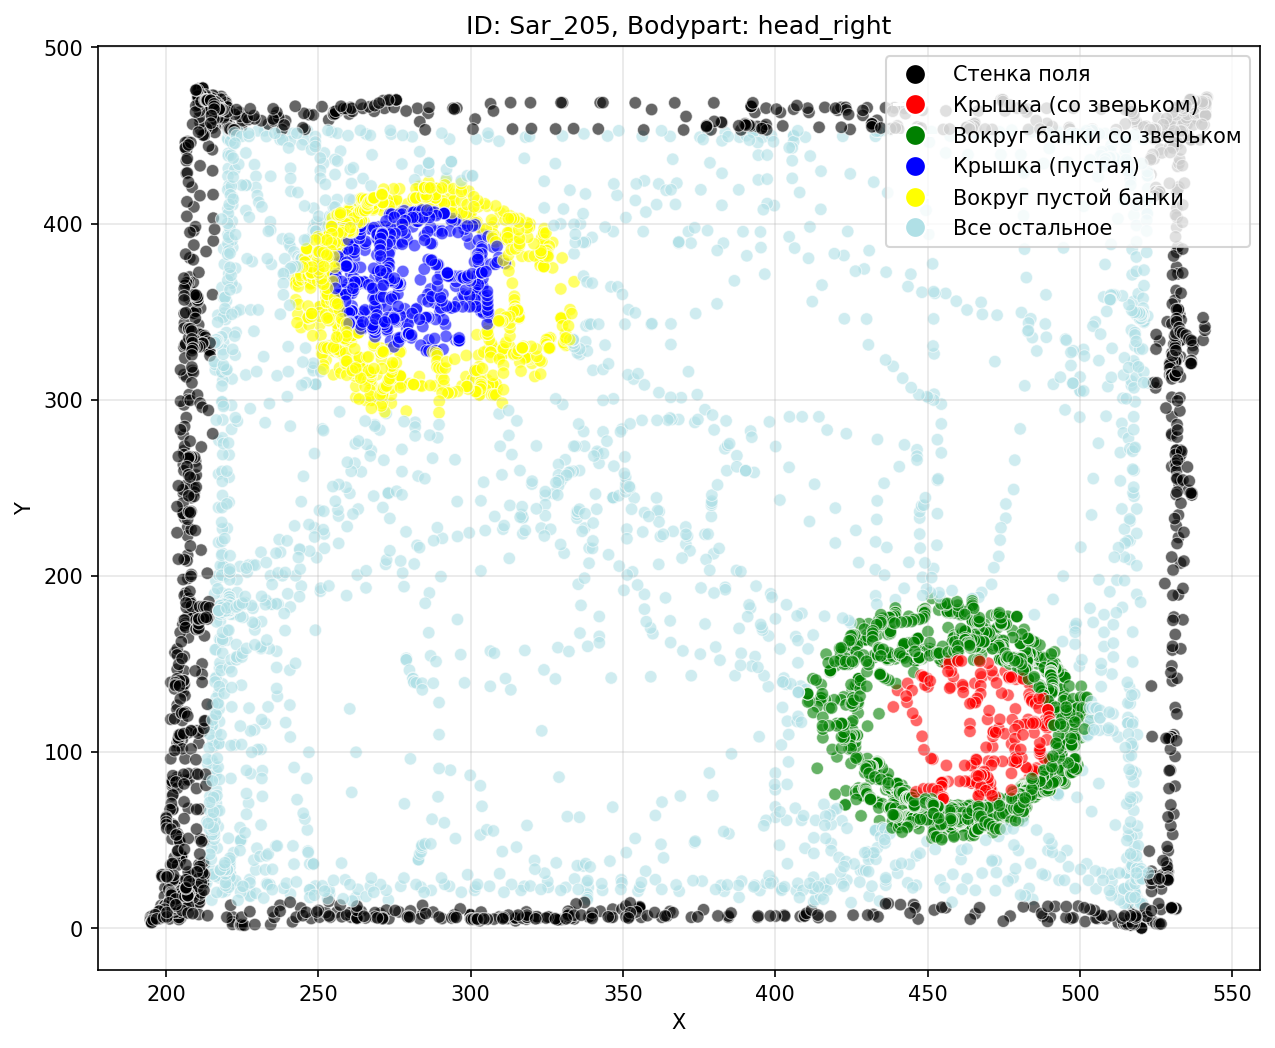 ID: Sar_205, Bodypart: head_right
500
400
300
200
100
0
Y
200
250
300
350
400
450
500
550
X
Стенка поля
Крышка (со зверьком)
Вокруг банки со зверьком
Крышка (пустая)
Вокруг пустой банки
Все остальное